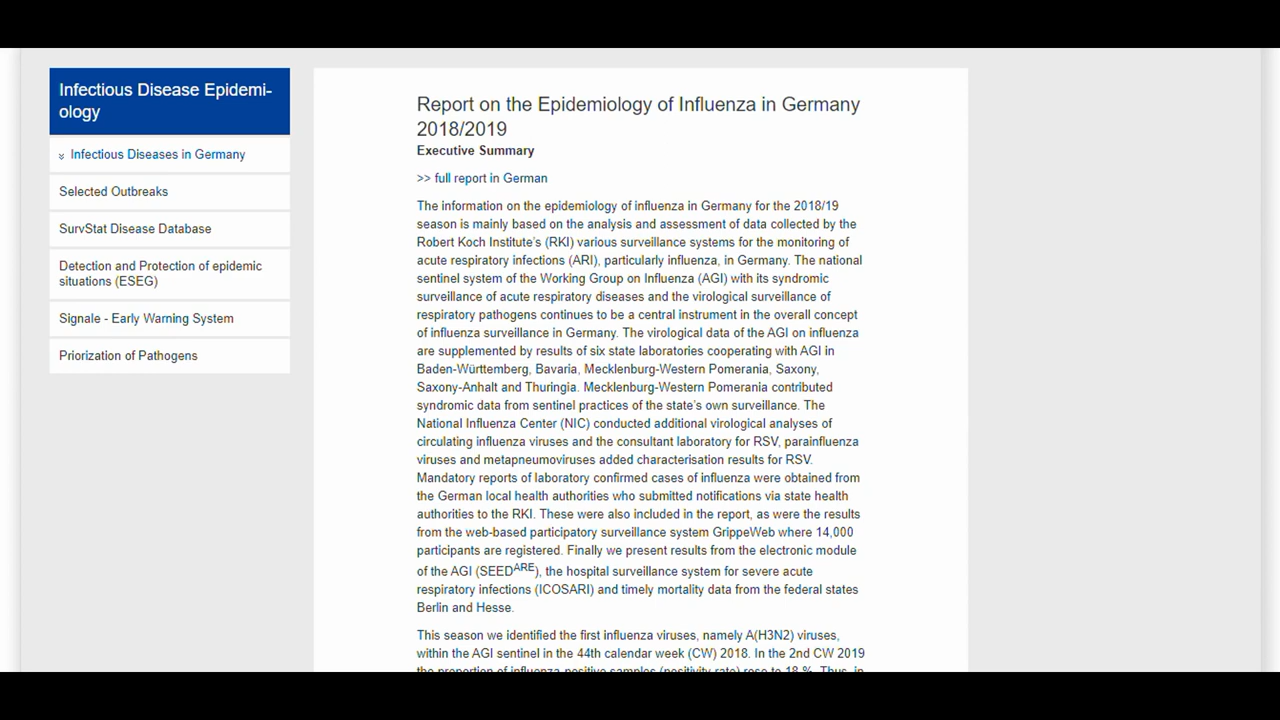 Infectious Disease Epidemi-
ology
Infectious Diseases in Germany
Selected Outbreaks
SurvStat Disease Database
Detection and Protection of epidemic
situations (ESEG)
Signale - Early Warning System
Priorization of Pathogens
Report on the Epidemiology of Influenza in Germany
2018/2019
Executive Summary
>> full report in German
The information on the epidemiology of influenza in Germany for the 2018/19
season is mainly based on the analysis and assessment of data collected by the
Robert Koch Institute's (RKI) various surveillance systems for the monitoring of
acute respiratory infections (ARI), particularly influenza, in Germany. The national
sentinel system of the Working Group on Influenza (AGI) with its syndromic
surveillance of acute respiratory diseases and the virological surveillance of
respiratory pathogens continues to be a central instrument in the overall concept
of influenza surveillance in Germany. The virological data of the AGI on influenza
are supplemented by results of six state laboratories cooperating with AGI in
Baden-Württemberg, Bavaria, Mecklenburg-Western Pomerania, Saxony,
Saxony-Anhalt and Thuringia. Mecklenburg-Western Pomerania contributed
syndromic data from sentinel practices of the state's own surveillance. The
National Influenza Center (NIC) conducted additional virological analyses of
circulating influenza viruses and the consultant laboratory for RSV, parainfluenza
viruses and metapneumoviruses added characterisation results for RSV.
Mandatory reports of laboratory confirmed cases of influenza were obtained from
the German local health authorities who submitted notifications via state health
authorities to the RKI. These were also included in the report, as were the results
from the web-based participatory surveillance system GrippeWeb where 14,000
participants are registered. Finally we present results from the electronic module
of the AGI (SEEDARE), the hospital surveillance system for severe acute
respiratory infections (ICOSARI) and timely mortality data from the federal states
Berlin and Hesse.
This season we identified the first influenza viruses, namely A(H3N2) viruses,
within the AGI sentinel in the 44th calendar week (CW) 2018. In the 2nd CW 2019
the proportion of influenza-positive samples (positivity rate) rose to 18 %. Thus, in